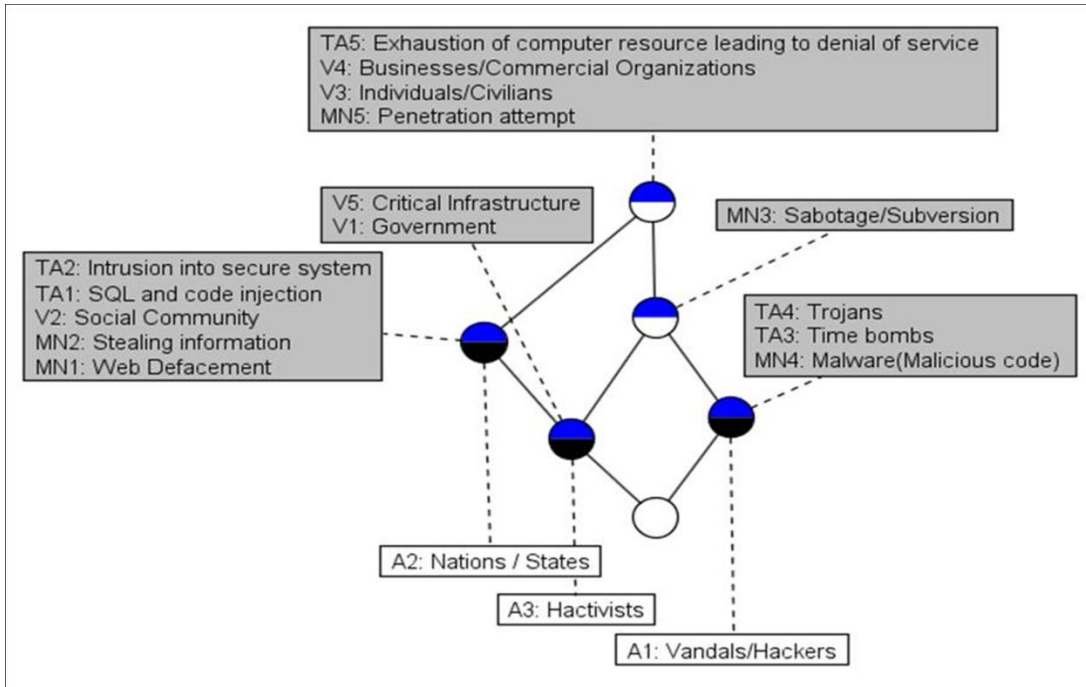 TA5: Exhaustion of computer resource leading to denial of service
V4: Businesses/Commercial Organizations
V3: Individuals/Civilians
MN5: Penetration attempt
V5: Critical Infrastructure
V1: Government
MN3: Sabotage/Subversion
TA2: Intrusion into secure system
TA1: SQL and code injection
V2: Social Community
MN2: Stealing information
MN1: Web Defacement
TA4: Trojans
TA3: Time bombs
MN4: Malware(Malicious code)
A2: Nations / States
A3: Hactivists
A1: Vandals/Hackers